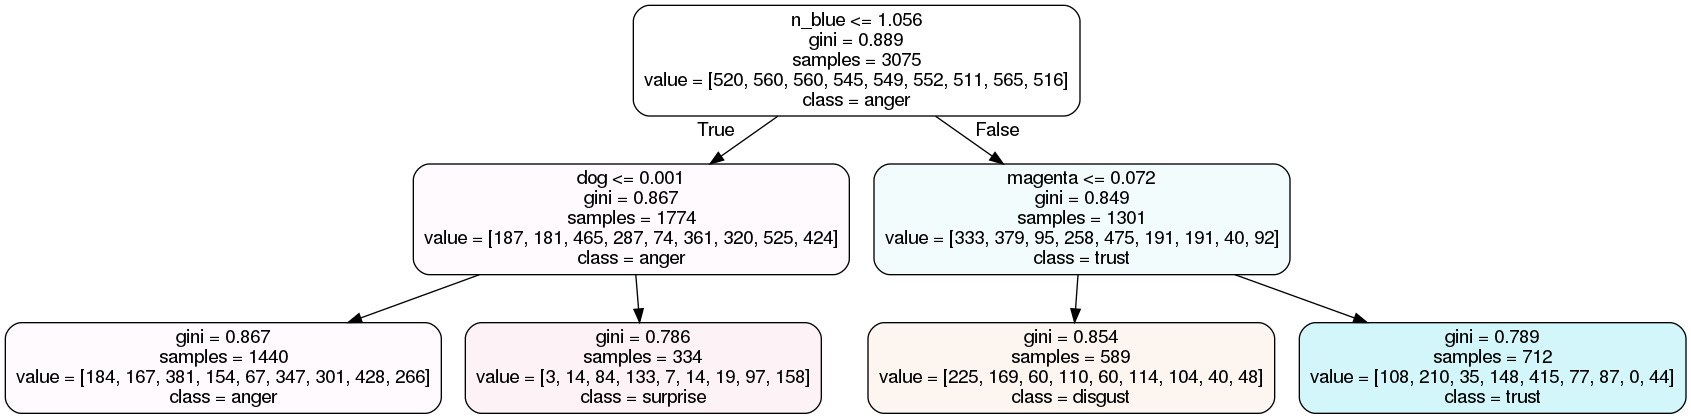 n_blue <= 1.056
gini = 0.889
samples = 3075
value = [520, 560, 560, 545, 549, 552, 511, 565, 516]
class = anger
True
False
dog <= 0.001
gini = 0.867
samples = 1774
value = [187, 181, 465, 287, 74, 361, 320, 525, 424]
class = anger
magenta <= 0.072
gini = 0.849
samples = 1301
value = [333, 379, 95, 258, 475, 191, 191, 40, 92]
class = trust
gini = 0.867
samples = 1440
value = [184, 167, 381, 154, 67, 347, 301, 428, 266]
class = anger
gini = 0.786
samples = 334
value = [3, 14, 84, 133, 7, 14, 19, 97, 158]
class = surprise
gini = 0.854
samples = 589
value = [225, 169, 60, 110, 60, 114, 104, 40, 48]
class = disgust
gini = 0.789
samples = 712
value = [108, 210, 35, 148, 415, 77, 87, 0, 44]
class = trust